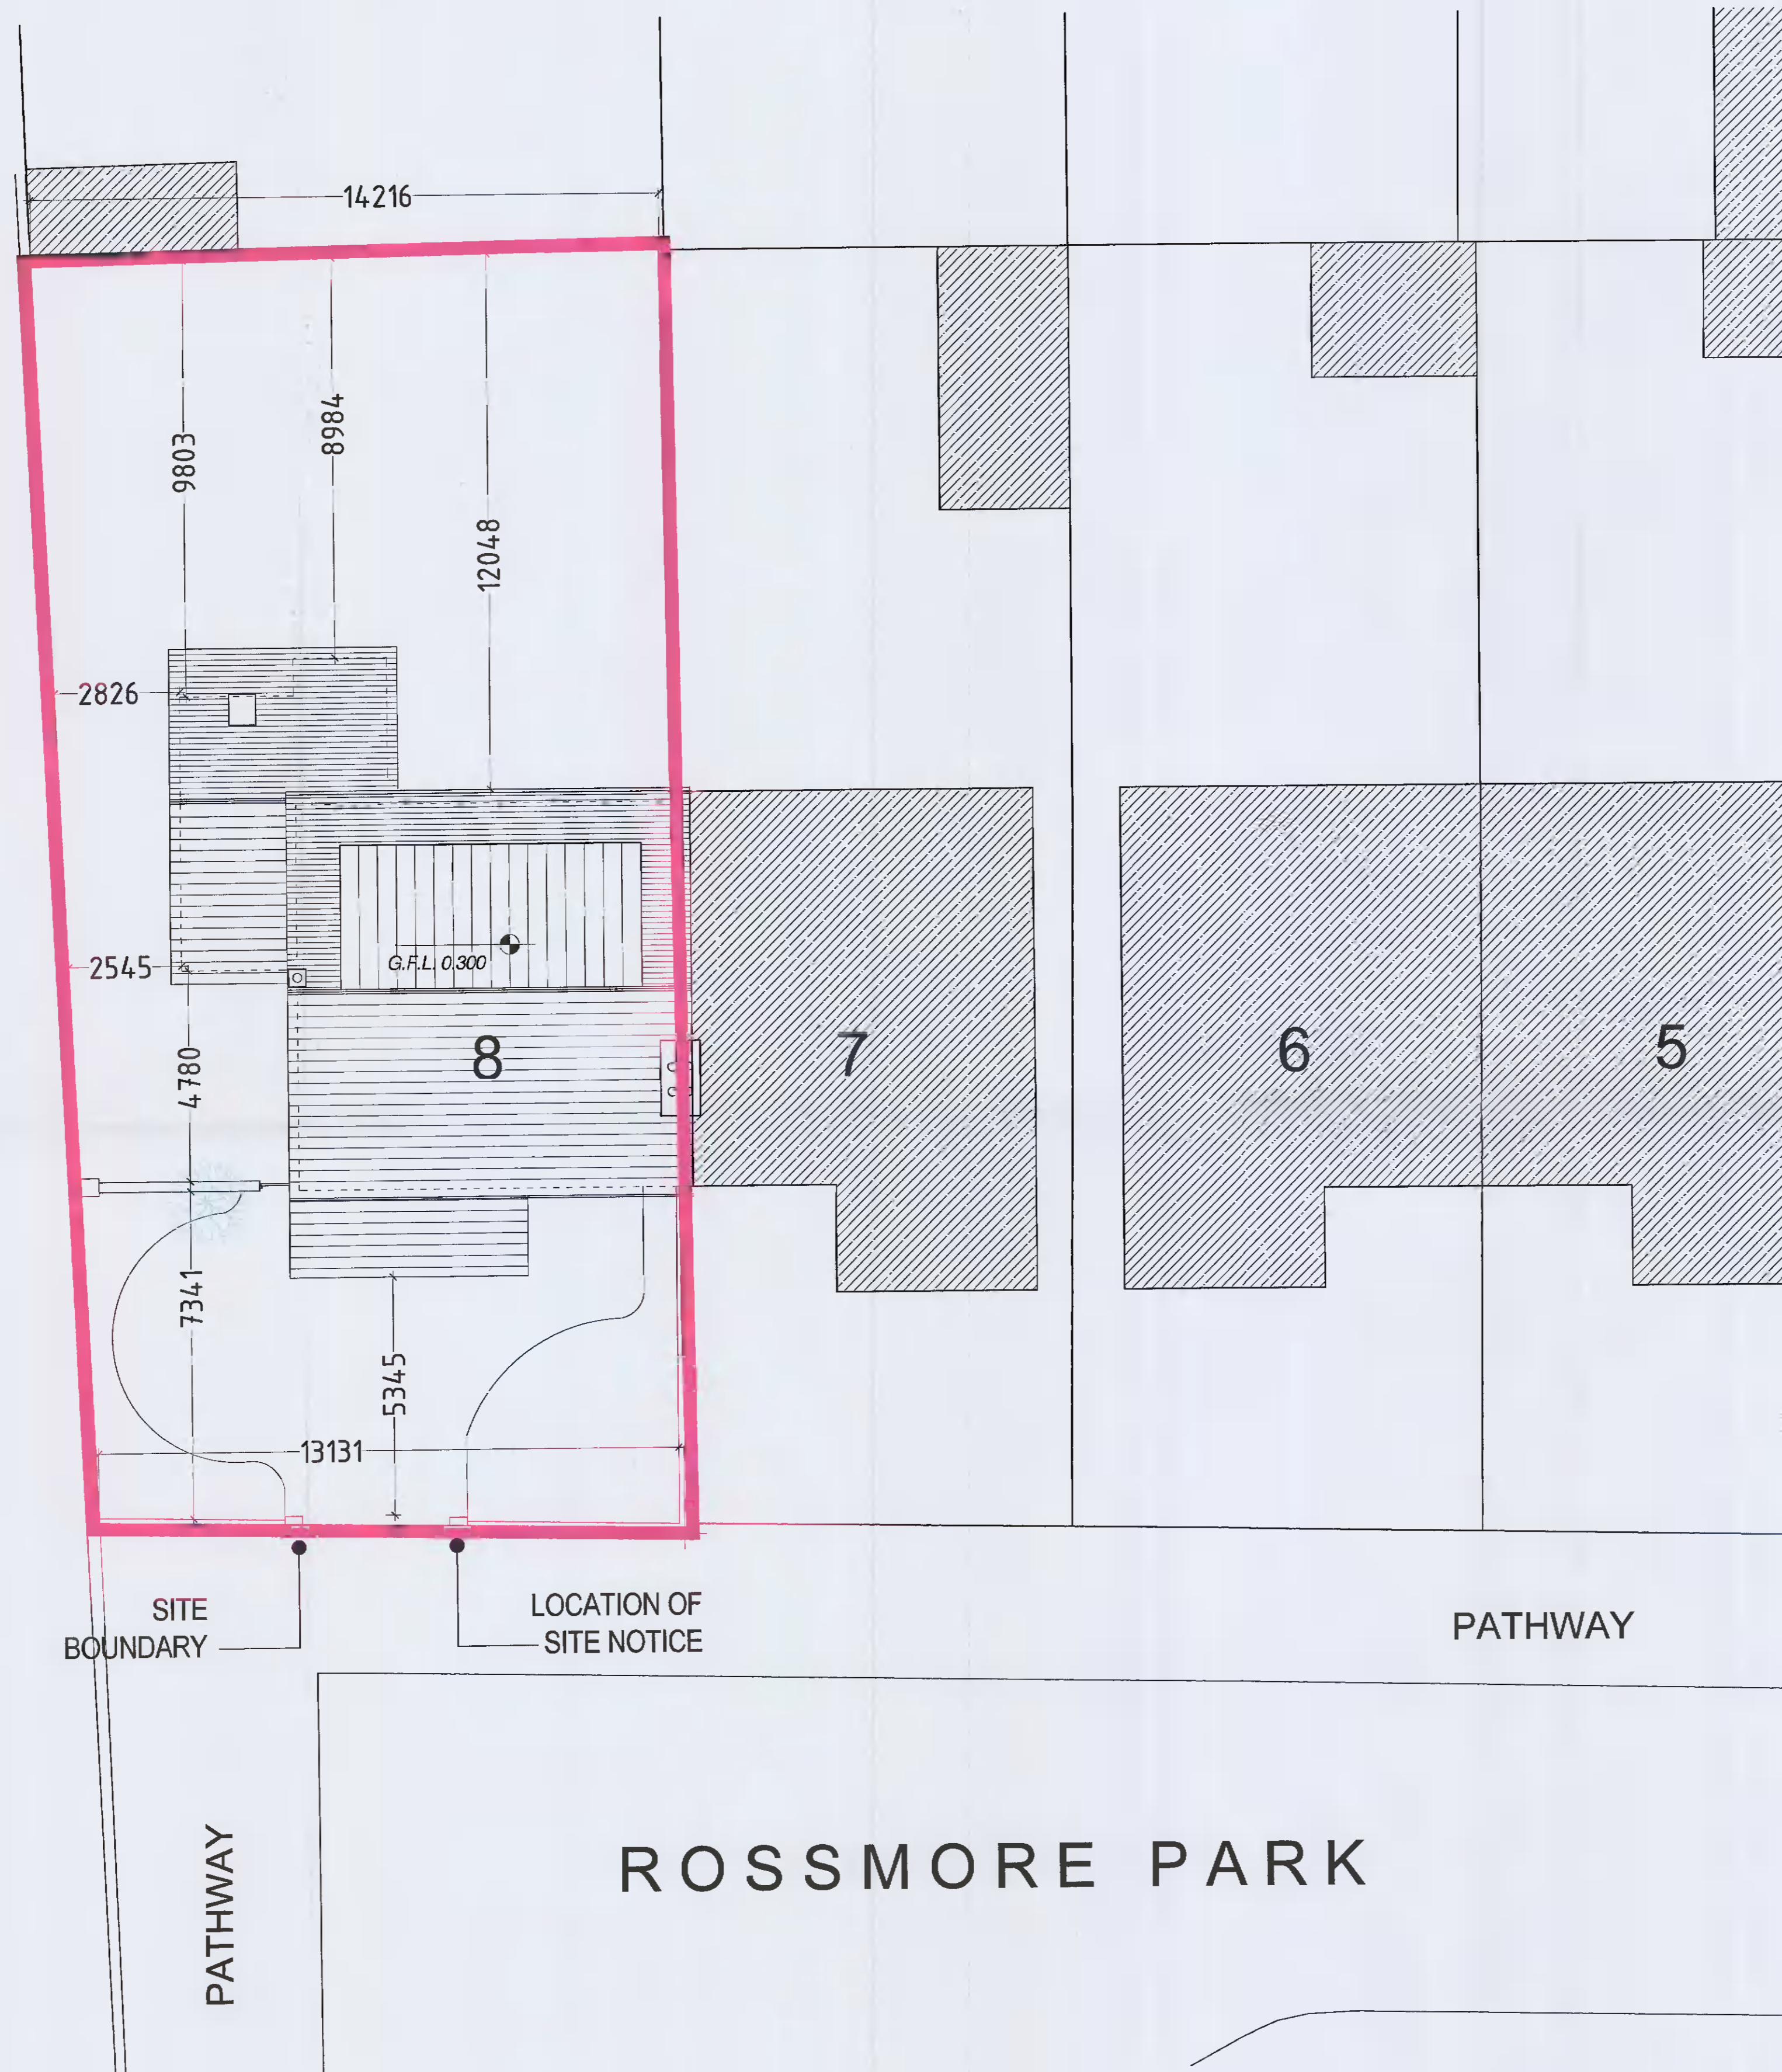 14216
9803
8984
12048
2826
2545
G.F.L. 0.300
4780
8
7
6
5
7341
5345
13131
SITE
BOUNDARY
LOCATION OF
SITE NOTICE
PATHWAY
ROSSMORE PARK
PATHWAY